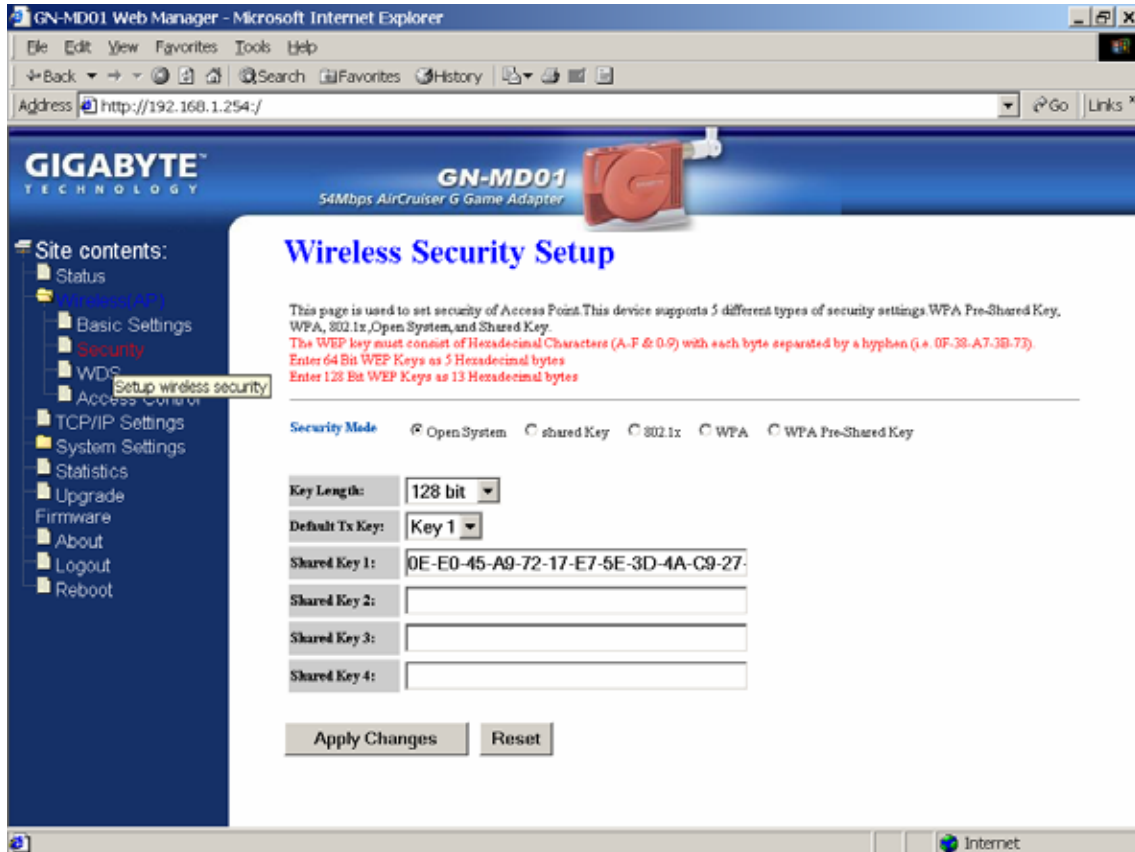 GN-MD01 Web Manager - Microsoft Internet Explorer
File Edit View Favorites Tools Help
Back Search Favorites History
Address http://192.168.1.254:/ Go Links
GIGABYTE™
TECHNOLOGY
GN-MD01
54Mbps AirCruiser G Game Adapter
Site contents:
Status
Wireless(AP)
Basic Settings
Security
WDS
Setup wireless security
Access Control
TCP/IP Settings
System Settings
Statistics
Upgrade
Firmware
About
Logout
Reboot
Wireless Security Setup
This page is used to set security of Access Point.This device supports 5 different types of security settings.WPA Pre-Shared Key,
WPA, 802.1x,Open System,and Shared Key.
The WEP key must consist of Hexadecimal Characters (A-F & 0-9) with each byte separated by a hyphen (i.e. 0F-38-A7-3B-73).
Enter 64 Bit WEP Keys as 5 Hexadecimal bytes
Enter 128 Bit WEP Keys as 13 Hexadecimal bytes
Security Mode Open System shared Key 802.1x WPA WPA Pre-Shared Key
Key Length: 128 bit
Default Tx Key: Key 1
Shared Key 1: 0E-E0-45-A9-72-17-E7-5E-3D-4A-C9-27-
Shared Key 2:
Shared Key 3:
Shared Key 4:
Apply Changes Reset
Internet